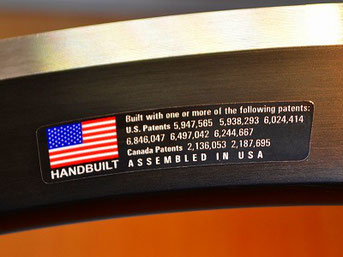 Built with one or more of the following patents:
U.S. Patents 5,947,565 5,938,293 6,024,414
6,846,047 6,497,042 6,244,667
Canada Patents 2,136,053 2,187,695
HANDBUILT
ASSEMBLED IN USA